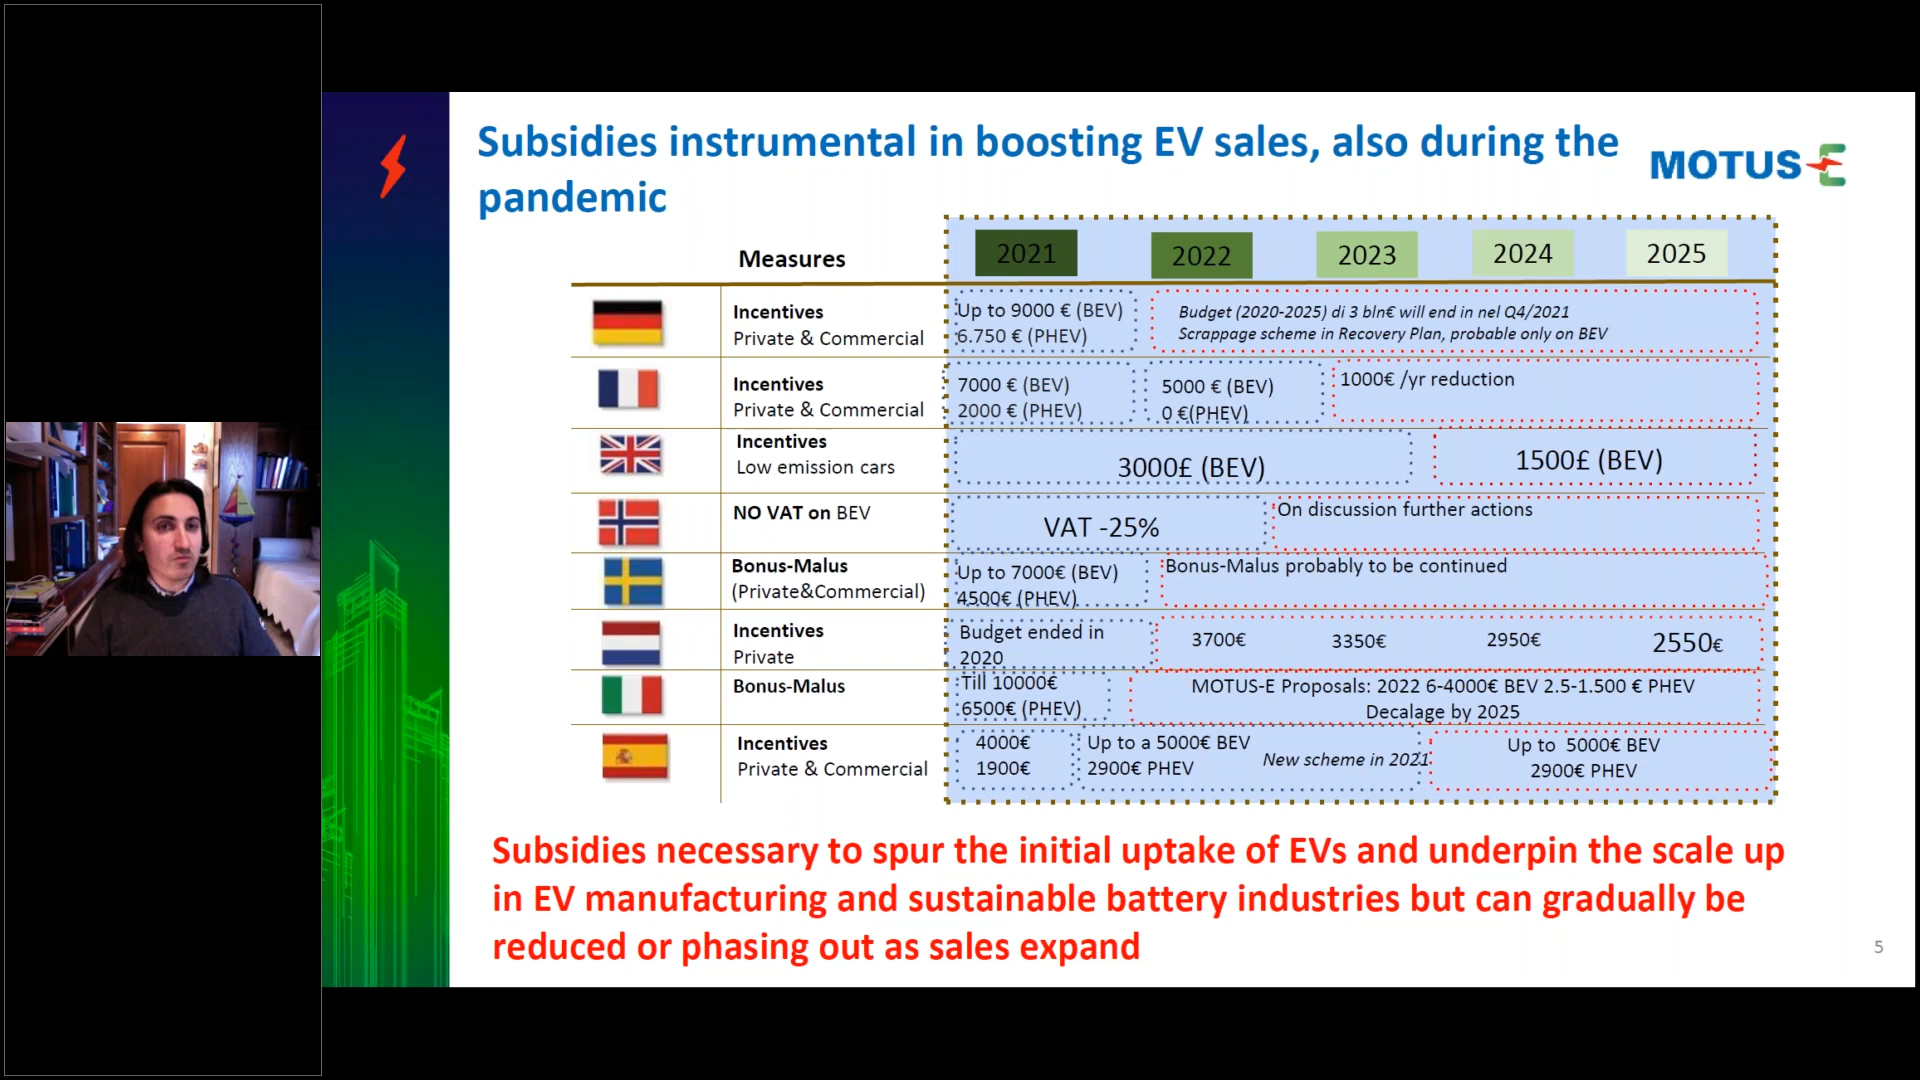 Subsidies instrumental in boosting EV sales, also during the
pandemic
MOTUS-E
Measures
2021
2022
2023
2024
2025
Incentives
Private & Commercial
Up to 9000 € (BEV)
6.750 € (PHEV)
Budget (2020-2025) di 3 bln€ will end in nel Q4/2021
Scrappage scheme in Recovery Plan, probable only on BEV
Incentives
Private & Commercial
7000 € (BEV)
2000 € (PHEV)
5000 € (BEV)
0 €(PHEV)
1000€ /yr reduction
Incentives
Low emission cars
3000£ (BEV)
1500£ (BEV)
NO VAT on BEV
VAT -25%
On discussion further actions
Bonus-Malus
(Private&Commercial)
Up to 7000€ (BEV)
4500€ (PHEV)
Bonus-Malus probably to be continued
Incentives
Private
Budget ended in
2020
3700€
3350€
2950€
2550€
Bonus-Malus
Till 10000€
6500€ (PHEV)
MOTUS-E Proposals: 2022 6-4000€ BEV 2.5-1.500 € PHEV
Decalage by 2025
Incentives
Private & Commercial
4000€
1900€
Up to a 5000€ BEV
2900€ PHEV
New scheme in 2021
Up to 5000€ BEV
2900€ PHEV
Subsidies necessary to spur the initial uptake of EVs and underpin the scale up
in EV manufacturing and sustainable battery industries but can gradually be
reduced or phasing out as sales expand
5